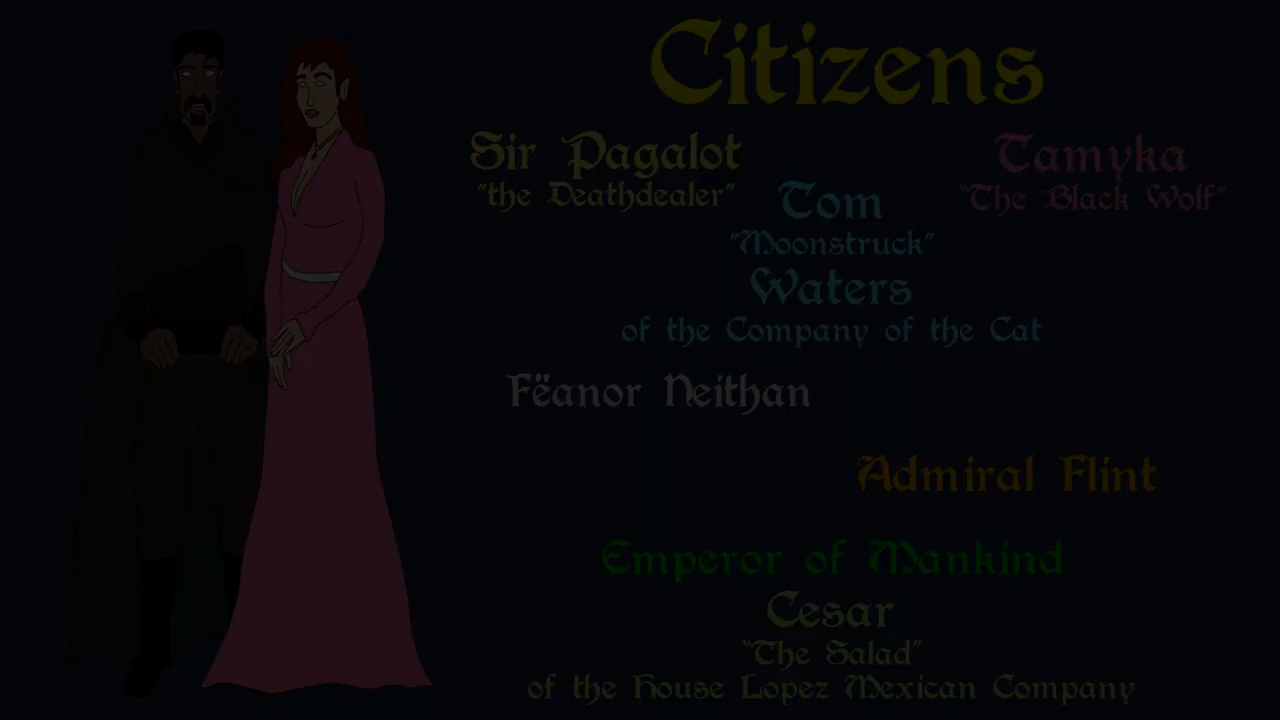 Citizens
Sir Pagalot
"the Deathdealer"
Tamyka
"The Black Wolf"
Tom
"Moonstruck"
Waters
of the Company of the Cat
Fëanor Neithan
Admiral Flint
Emperor of Mankind
Cesar
"The Salad"
of the House Lopez Mexican Company